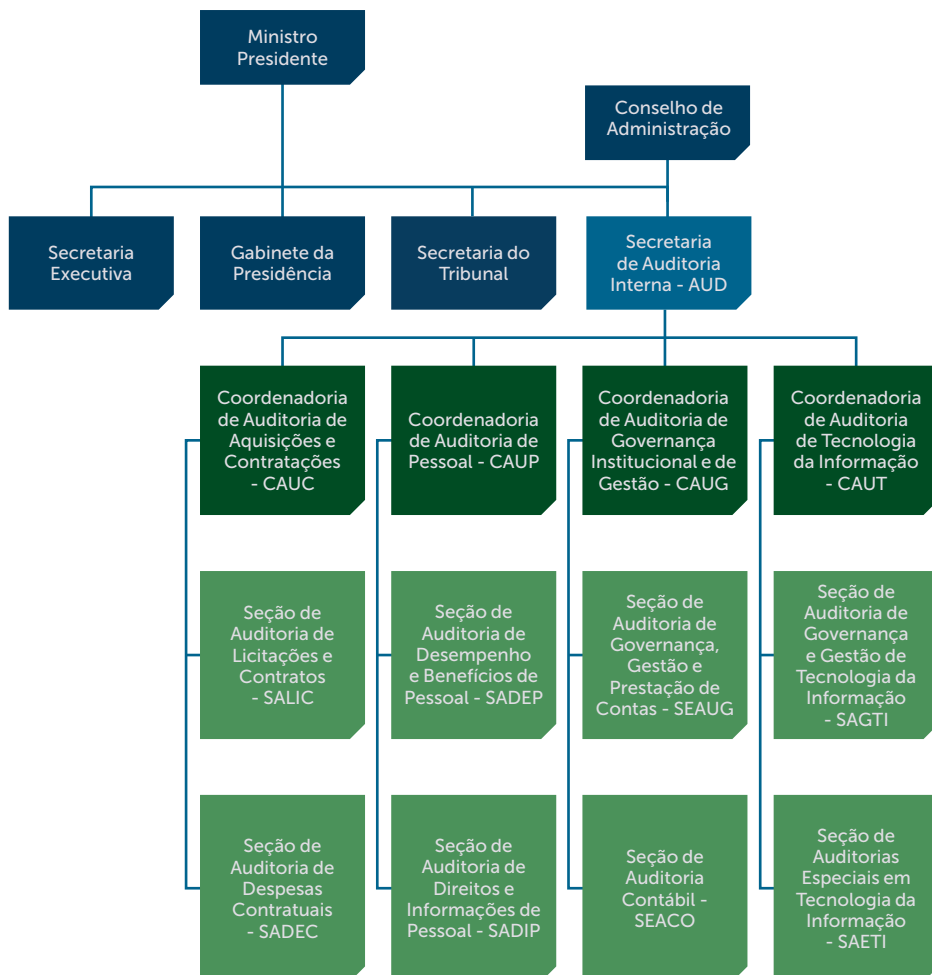 Ministro
Presidente
Conselho de
Administração
Secretaria
Executiva
Gabinete da
Presidência
Secretaria do
Tribunal
Secretaria
de Auditoria
Interna - AUD
Coordenadoria
de Auditoria de
Aquisições e
Contratações
- CAUC
Coordenadoria
de Auditoria de
Pessoal - CAUP
Coordenadoria
de Auditoria de
Governança
Institucional e de
Gestão - CAUG
Coordenadoria
de Auditoria
de Tecnologia
da Informação
- CAUT
Seção de
Auditoria de
Licitações e
Contratos
- SALIC
Seção de
Auditoria de
Desempenho
e Benefícios de
Pessoal - SADEP
Seção de
Auditoria de
Governança,
Gestão e
Prestação de
Contas - SEAUG
Seção de
Auditoria de
Governança
e Gestão de
Tecnologia da
Informação
- SAGTI
Seção de
Auditoria de
Despesas
Contratuais
- SADEC
Seção de
Auditoria de
Direitos e
Informações de
Pessoal - SADIP
Seção de
Auditoria
Contábil -
SEACO
Seção de
Auditorias
Especiais em
Tecnologia da
Informação
- SAETI